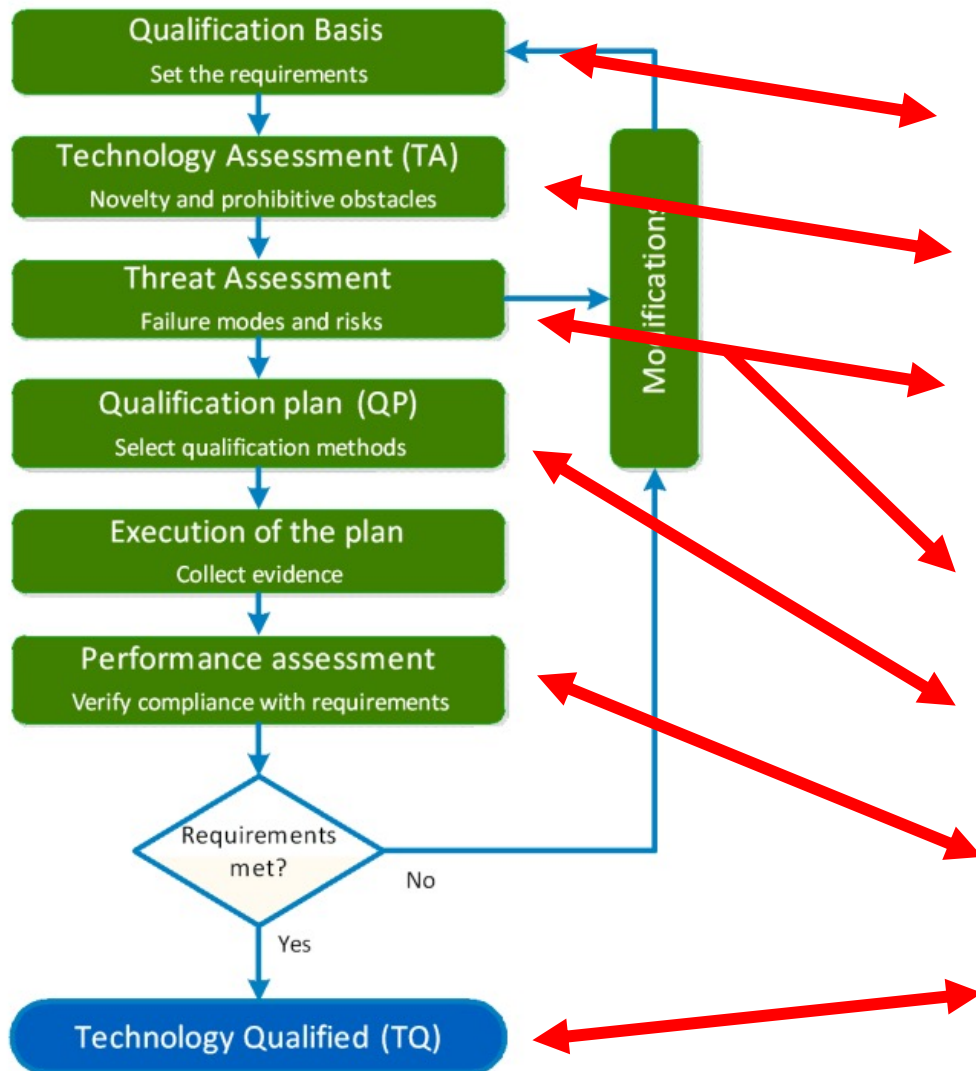 Qualification Basis
Set the requirements
Technology Assessment (TA)
Novelty and prohibitive obstacles
Threat Assessment
Failure modes and risks
Modifications
Qualification plan (QP)
Select qualification methods
Execution of the plan
Collect evidence
Performance assessment
Verify compliance with requirements
Requirements
met?
No
Yes
Technology Qualified (TQ)